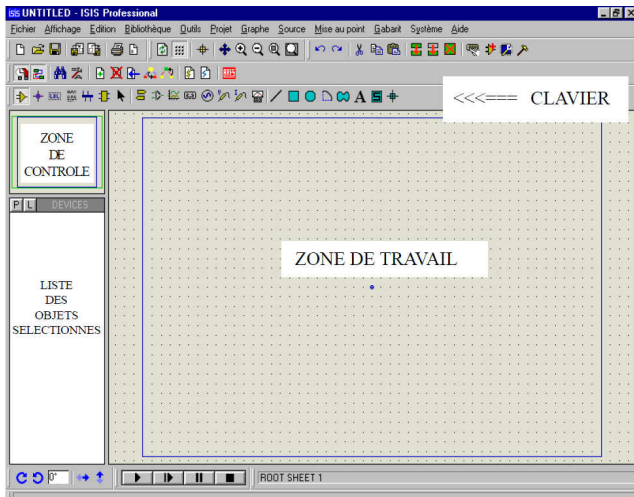 ISIS UNTITLED - ISIS Professional
Fichier Affichage Edition Bibliothèque Outils Projet Graphe Source Mise au point Gabarit Système Aide
<<<=== CLAVIER
ZONE
DE
CONTROLE
P L DEVICES
ZONE DE TRAVAIL
LISTE
DES
OBJETS
SELECTIONNES
0° ROOT SHEET 1